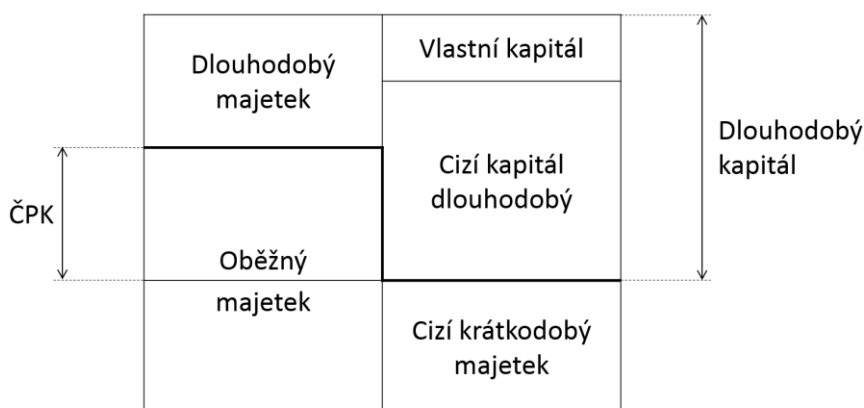 Dlouhodobý
majetek
Vlastní kapitál
Dlouhodobý
kapitál
Cizí kapitál
dlouhodobý
ČPK
Oběžný
majetek
Cizí krátkodobý
majetek